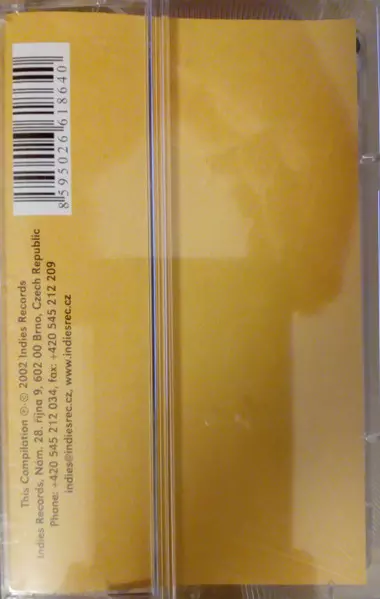 8 595026 618640
This Compilation ℗·© 2002 Indies Records
Indies Records, Nám. 28. října 9, 602 00 Brno, Czech Republic
Phone: +420 545 212 034, fax: +420 545 212 209
indies@indiesrec.cz, www.indiesrec.cz